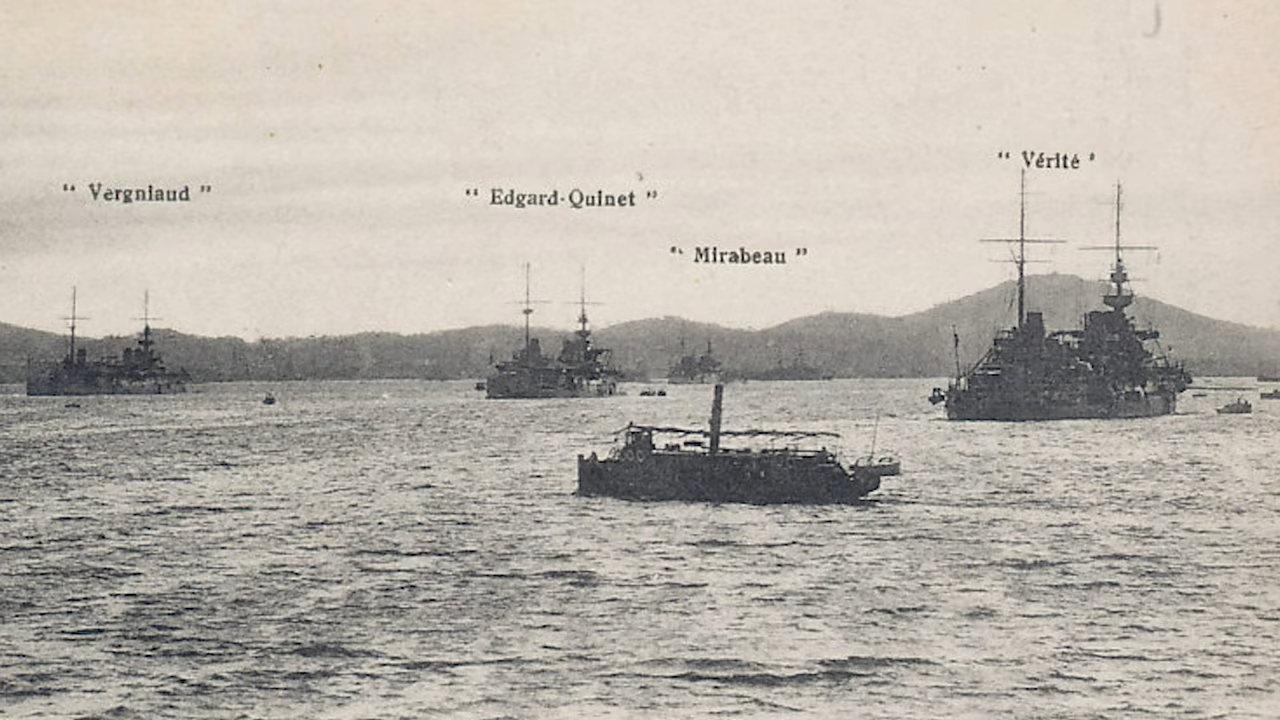 “ Vergniaud ”
“ Edgard-Quinet ”
“ Mirabeau ”
“ Vérité ’